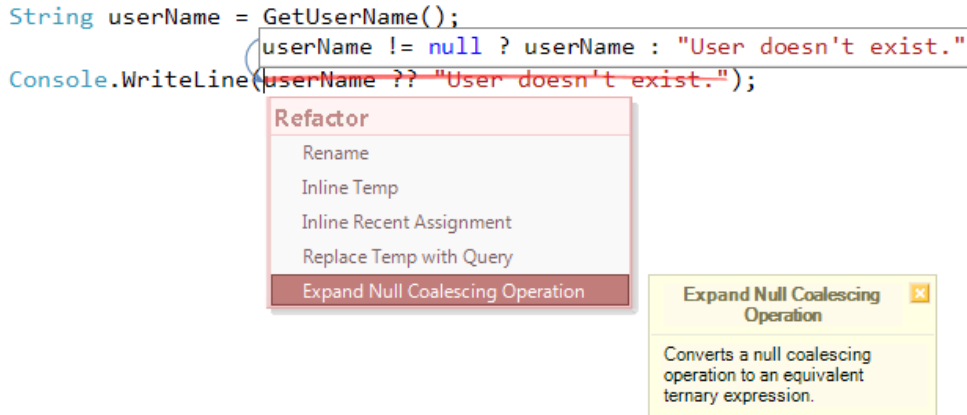 String userName = GetUserName();
userName != null ? userName : "User doesn't exist."
Console.WriteLine(userName ?? "User doesn't exist.");
Refactor
Rename
Inline Temp
Inline Recent Assignment
Replace Temp with Query
Expand Null Coalescing Operation
Expand Null Coalescing
Operation
Converts a null coalescing
operation to an equivalent
ternary expression.